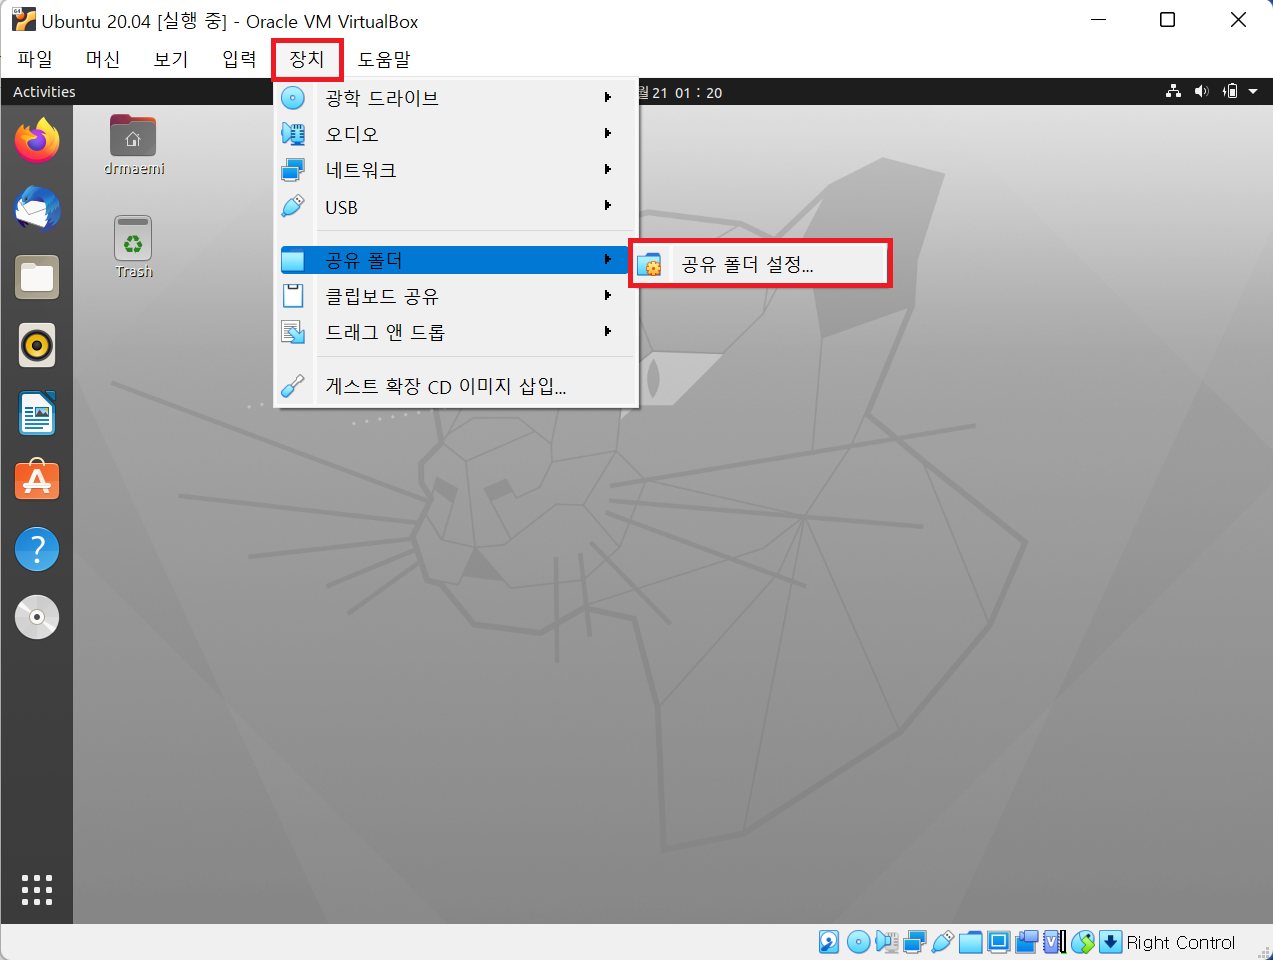 Ubuntu 20.04 [실행 중] - Oracle VM VirtualBox
파일 머신 보기 입력 장치 도움말
Activities
월 21 01 : 20
drmaemi
Trash
광학 드라이브
오디오
네트워크
USB
공유 폴더
공유 폴더 설정...
클립보드 공유
드래그 앤 드롭
게스트 확장 CD 이미지 삽입...
Right Control